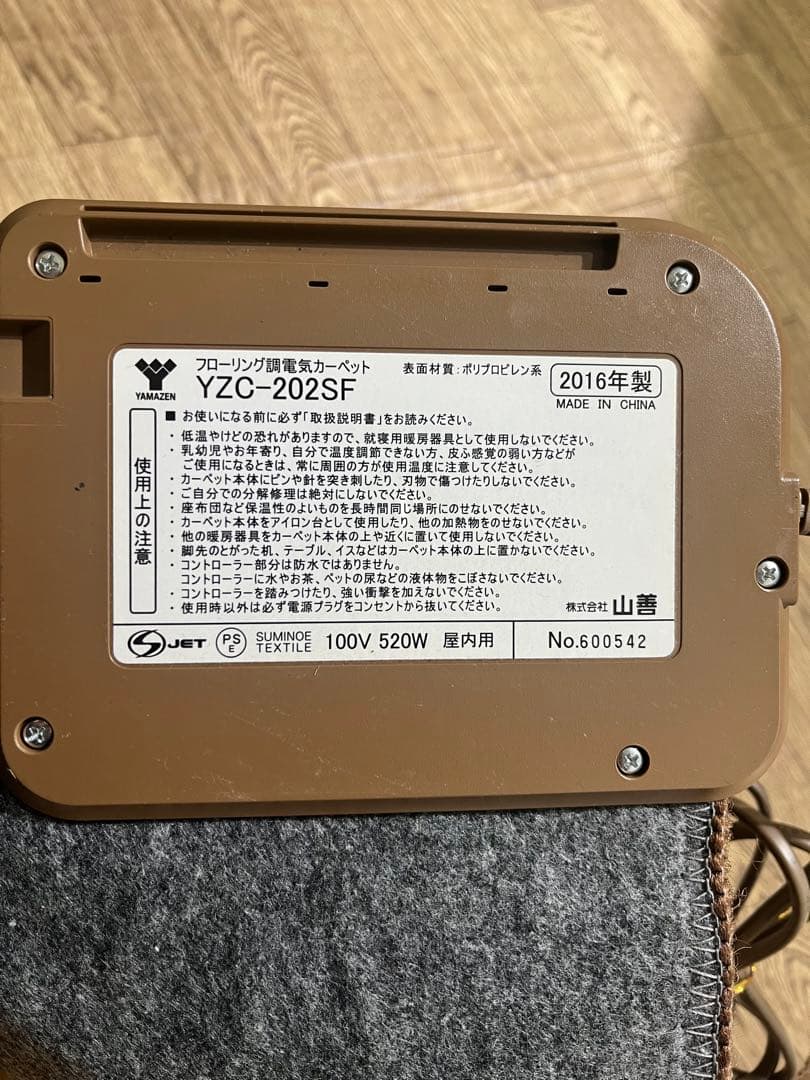 YAMAZEN
フローリング調電気カーペット
YZC-202SF
表面材質：ポリプロピレン系
2016年製
MADE IN CHINA
使用上の注意
■ お使いになる前に必ず「取扱説明書」をお読みください。
・低温やけどの恐れがありますので、就寝用暖房器具として使用しないでください。
・乳幼児やお年寄り、自分で温度調節できない方、皮ふ感覚の弱い方などが
ご使用になるときは、常に周囲の方が使用温度に注意してください。
・カーペット本体にピンや針を突き刺したり、刃物で傷つけたりしないでください。
・ご自分での分解修理は絶対にしないでください。
・座布団など保温性のよいものを長時間同じ場所にのせないでください。
・カーペット本体をアイロン台として使用したり、他の加熱物をのせないでください。
・他の暖房器具をカーペット本体の上や近くに置いて使用しないでください。
・脚先のとがった机、テーブル、イスなどはカーペット本体の上に置かないでください。
・コントローラー部分は防水ではありません。
コントローラーに水やお茶、ペットの尿などの液体物をこぼさないでください。
・コントローラーを踏みつけたり、強い衝撃を加えないでください。
・使用時以外は必ず電源プラグをコンセントから抜いてください。
株式会社 山善
S JET
PS E
SUMINOE TEXTILE
100V 520W 屋内用
No.600542